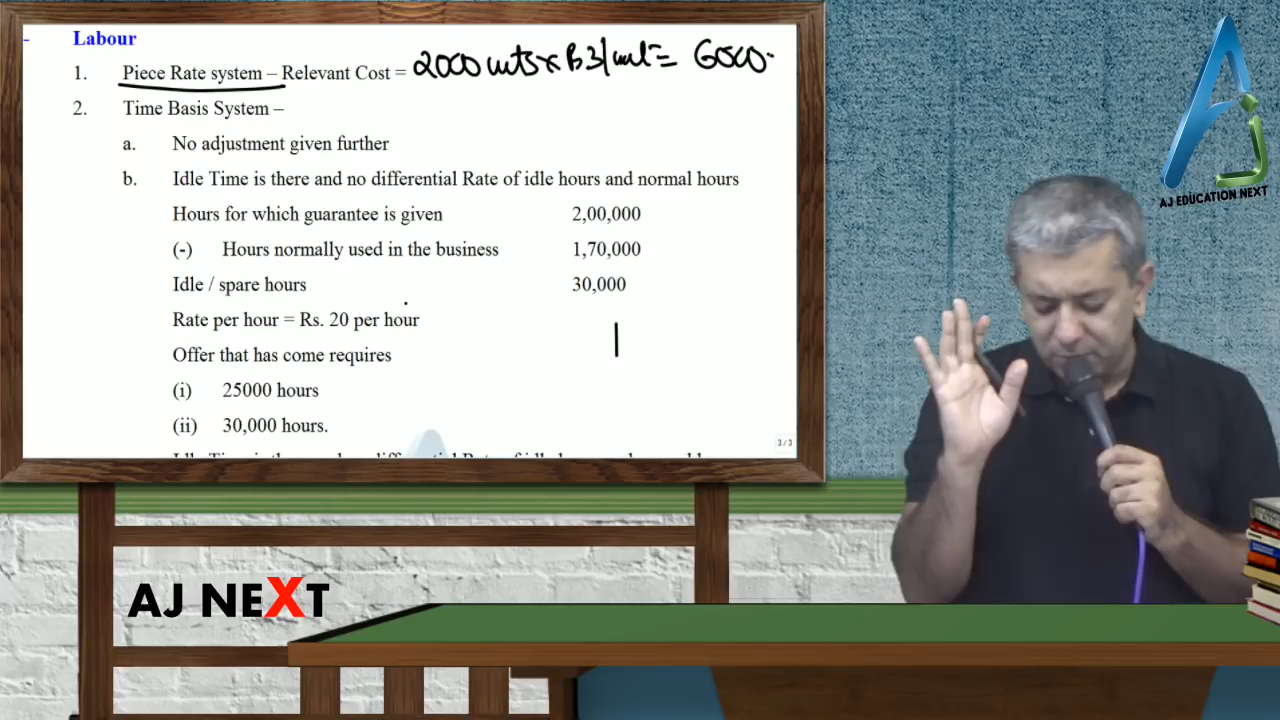 Labour
1. Piece Rate system – Relevant Cost = 2000 units x Rs 3/unit = 6000
2. Time Basis System –
a. No adjustment given further
b. Idle Time is there and no differential Rate of idle hours and normal hours
Hours for which guarantee is given 2,00,000
(-) Hours normally used in the business 1,70,000
Idle / spare hours 30,000
Rate per hour = Rs. 20 per hour
Offer that has come requires
(i) 25000 hours
(ii) 30,000 hours.
3/3
AJ EDUCATION NEXT
AJ NEXT